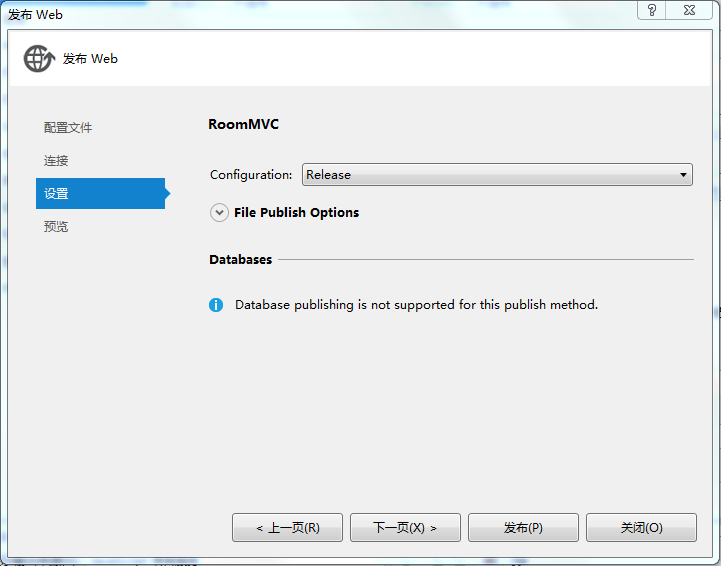 发布 Web
发布 Web
配置文件
连接
设置
预览
RoomMVC
Configuration: Release
File Publish Options
Databases
Database publishing is not supported for this publish method.
< 上一页(R)
下一页(X) >
发布(P)
关闭(O)